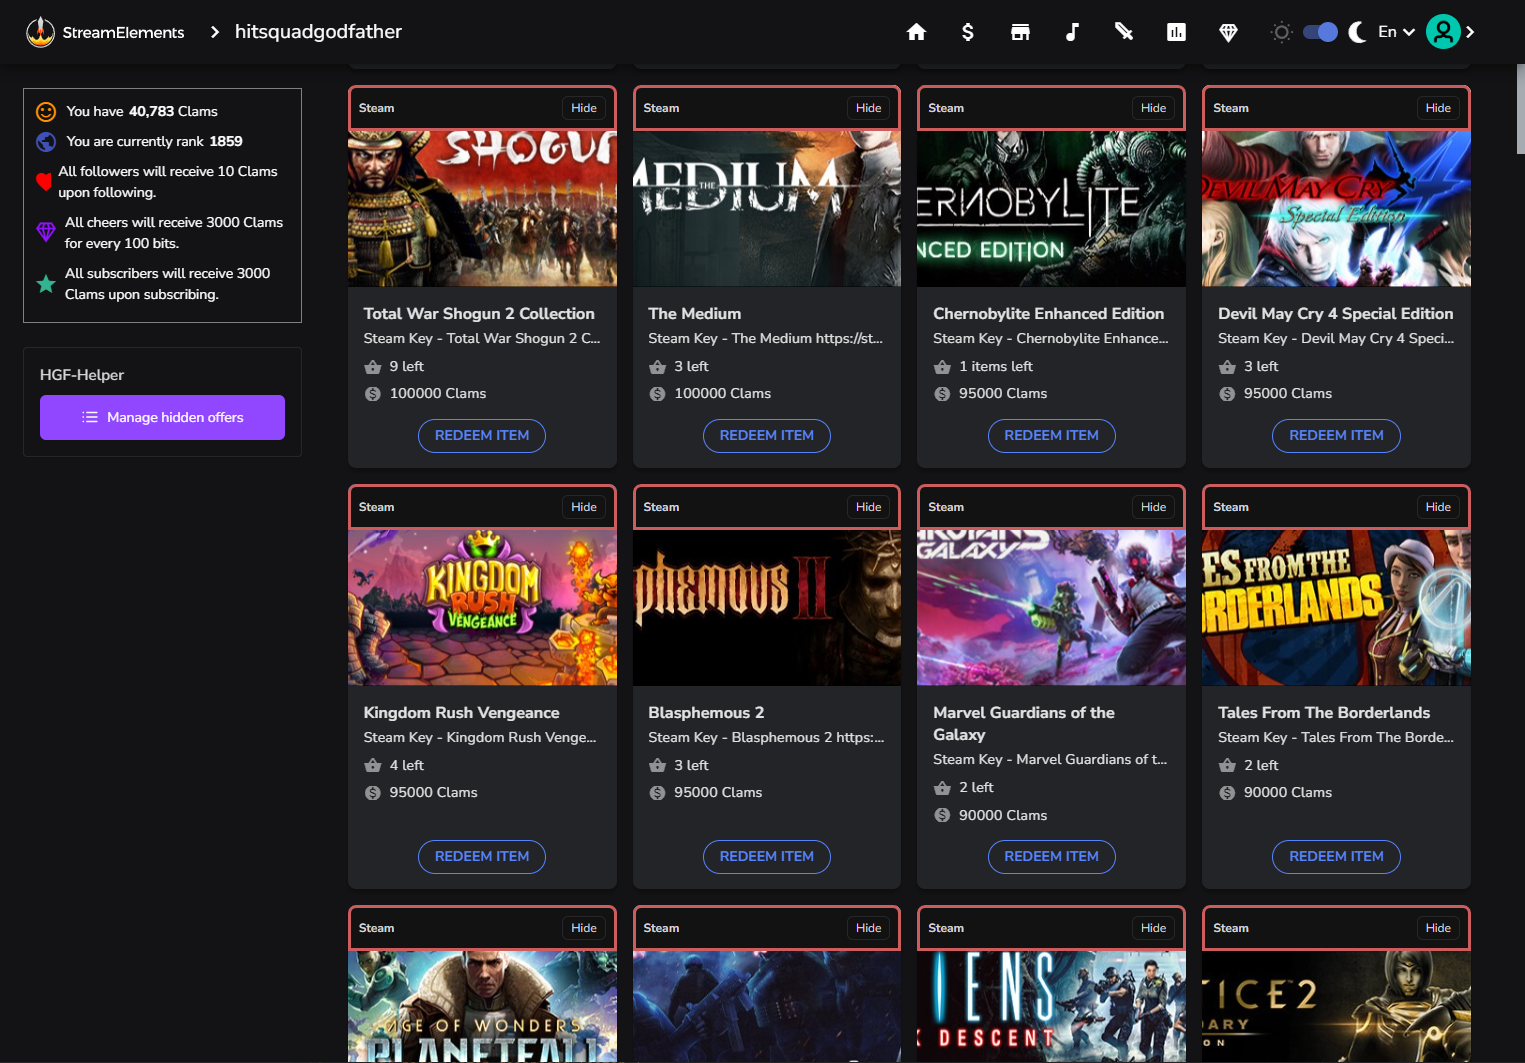 StreamElements
hitsquadgodfather
En
You have 40,783 Clams
You are currently rank 1859
All followers will receive 10 Clams
upon following.
All cheers will receive 3000 Clams
for every 100 bits.
All subscribers will receive 3000
Clams upon subscribing.
HGF-Helper
Manage hidden offers
Steam Hide
SHOGUN
Total War Shogun 2 Collection
Steam Key - Total War Shogun 2 C...
9 left
100000 Clams
REDEEM ITEM
Steam Hide
THE MEDIUM
The Medium
Steam Key - The Medium https://st...
3 left
100000 Clams
REDEEM ITEM
Steam Hide
ERNOBYLITE
NCED EDITION
Chernobylite Enhanced Edition
Steam Key - Chernobylite Enhance...
1 items left
95000 Clams
REDEEM ITEM
Steam Hide
DEVIL MAY CRY 4
Special Edition
Devil May Cry 4 Special Edition
Steam Key - Devil May Cry 4 Speci...
3 left
95000 Clams
REDEEM ITEM
Steam Hide
KINGDOM
RUSH
VENGEANCE
Kingdom Rush Vengeance
Steam Key - Kingdom Rush Venge...
4 left
95000 Clams
REDEEM ITEM
Steam Hide
phemous II
Blasphemous 2
Steam Key - Blasphemous 2 https:...
3 left
95000 Clams
REDEEM ITEM
Steam Hide
GALAXY
Marvel Guardians of the
Galaxy
Steam Key - Marvel Guardians of t...
2 left
90000 Clams
REDEEM ITEM
Steam Hide
ES FROM THE
ORDERLANDS
Tales From The Borderlands
Steam Key - Tales From The Borde...
2 left
90000 Clams
REDEEM ITEM
Steam Hide
AGE OF WONDERS
PLANETFALL
Steam Hide
Steam Hide
IENS
K DESCENT
Steam Hide
TICE 2
DARY
ON